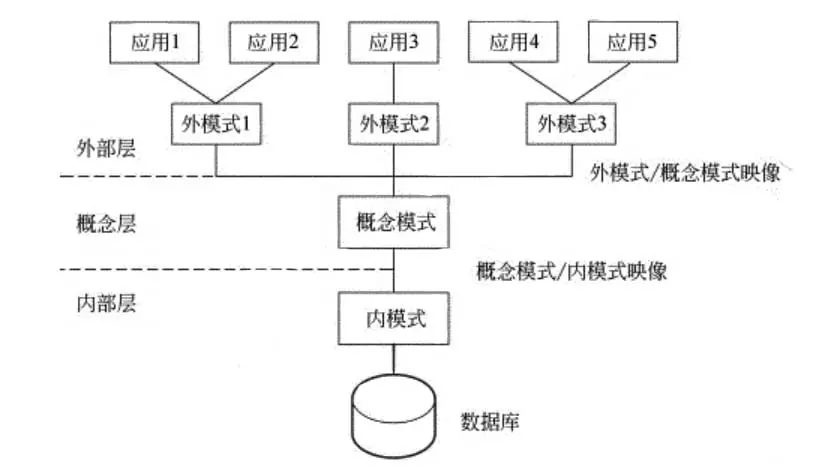 应用1 应用2 应用3 应用4 应用5
外模式1 外模式2 外模式3
外部层
外模式/概念模式映像
概念层 概念模式
概念模式/内模式映像
内部层 内模式
数据库